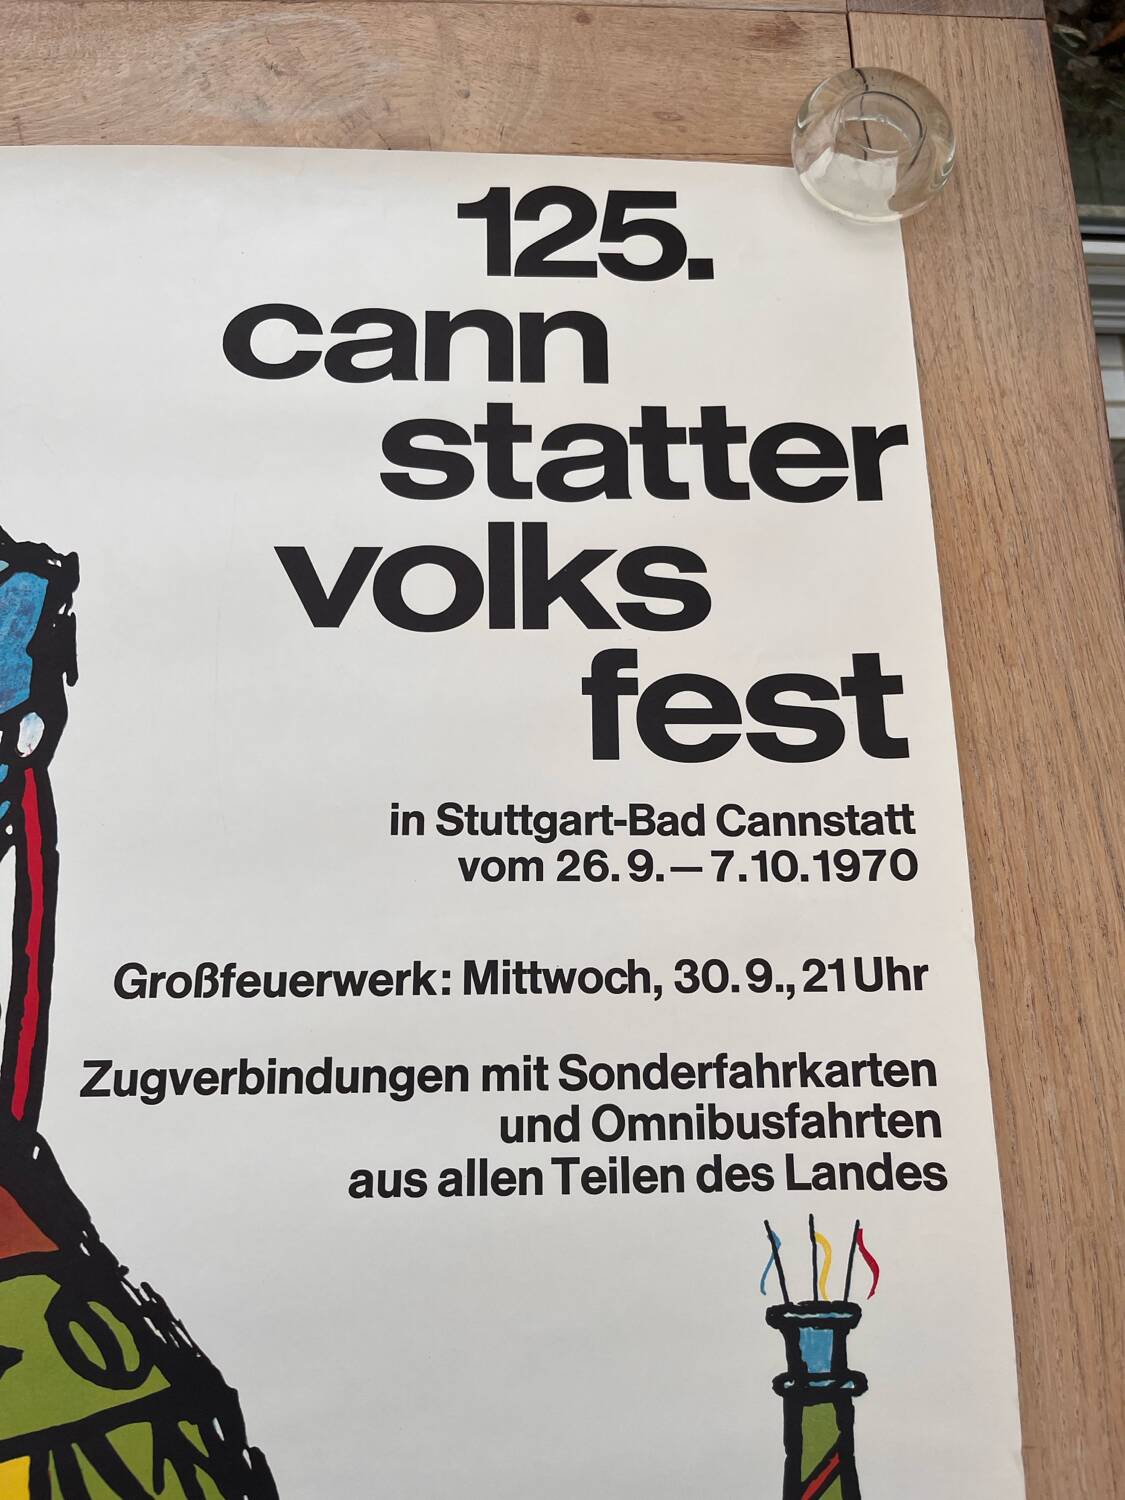 125.
cann
statter
volks
fest
in Stuttgart-Bad Cannstatt
vom 26.9.—7.10.1970
Großfeuerwerk: Mittwoch, 30.9., 21 Uhr
Zugverbindungen mit Sonderfahrkarten
und Omnibusfahrten
aus allen Teilen des Landes